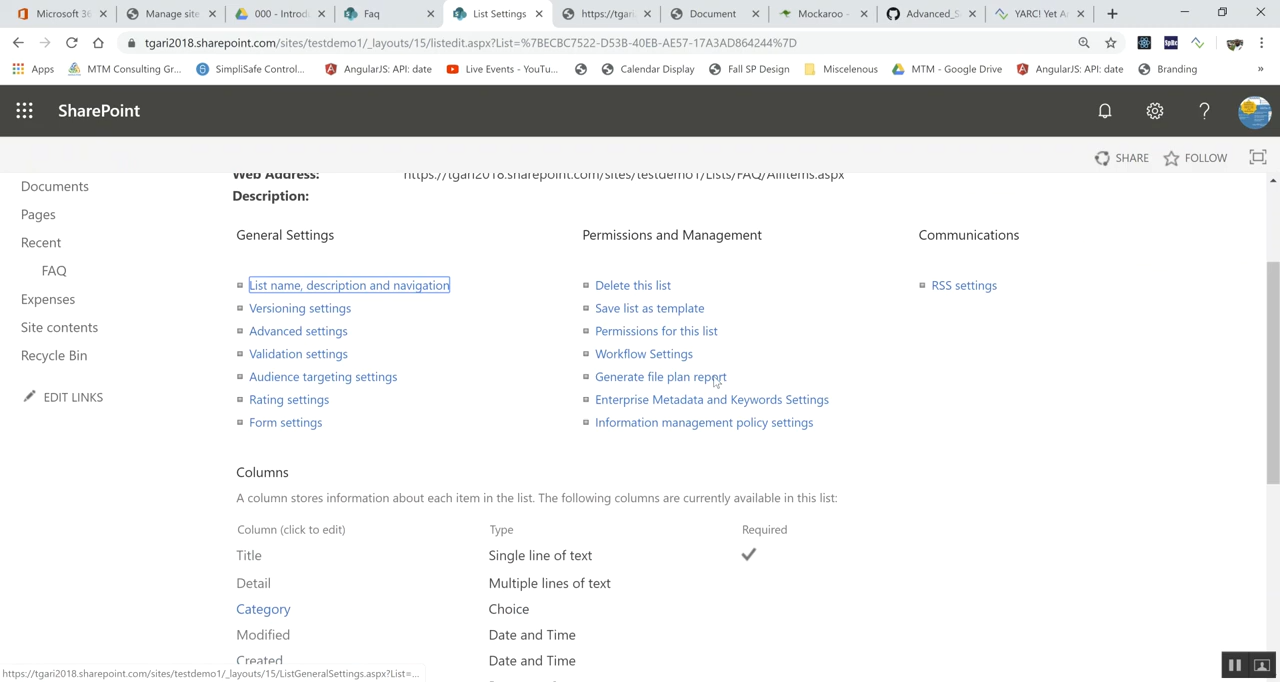 Microsoft 36
Manage site
000 - Introd
Faq
List Settings
https://tgari
Document
Mockaroo -
Advanced_S
YARC! Yet A
tgari2018.sharepoint.com/sites/testdemo1/_layouts/15/listedit.aspx?List=%7BECBC7522-D53B-40EB-AE57-17A3AD864244%7D
Apps
MTM Consulting Gr...
SimpliSafe Control...
AngularJS: API: date
Live Events - YouTu...
Calendar Display
Fall SP Design
Miscelenous
MTM - Google Drive
AngularJS: API: date
Branding
»
SharePoint
SHARE
FOLLOW
Documents
Pages
Recent
FAQ
Expenses
Site contents
Recycle Bin
EDIT LINKS
Web Address: https://tgari2018.sharepoint.com/sites/testdemo1/Lists/FAQ/AllItems.aspx
Description:
General Settings
List name, description and navigation
Versioning settings
Advanced settings
Validation settings
Audience targeting settings
Rating settings
Form settings
Permissions and Management
Delete this list
Save list as template
Permissions for this list
Workflow Settings
Generate file plan report
Enterprise Metadata and Keywords Settings
Information management policy settings
Communications
RSS settings
Columns
A column stores information about each item in the list. The following columns are currently available in this list:
Column (click to edit) Type Required
Title Single line of text
Detail Multiple lines of text
Category Choice
Modified Date and Time
Created Date and Time
https://tgari2018.sharepoint.com/sites/testdemo1/_layouts/15/ListGeneralSettings.aspx?List=...